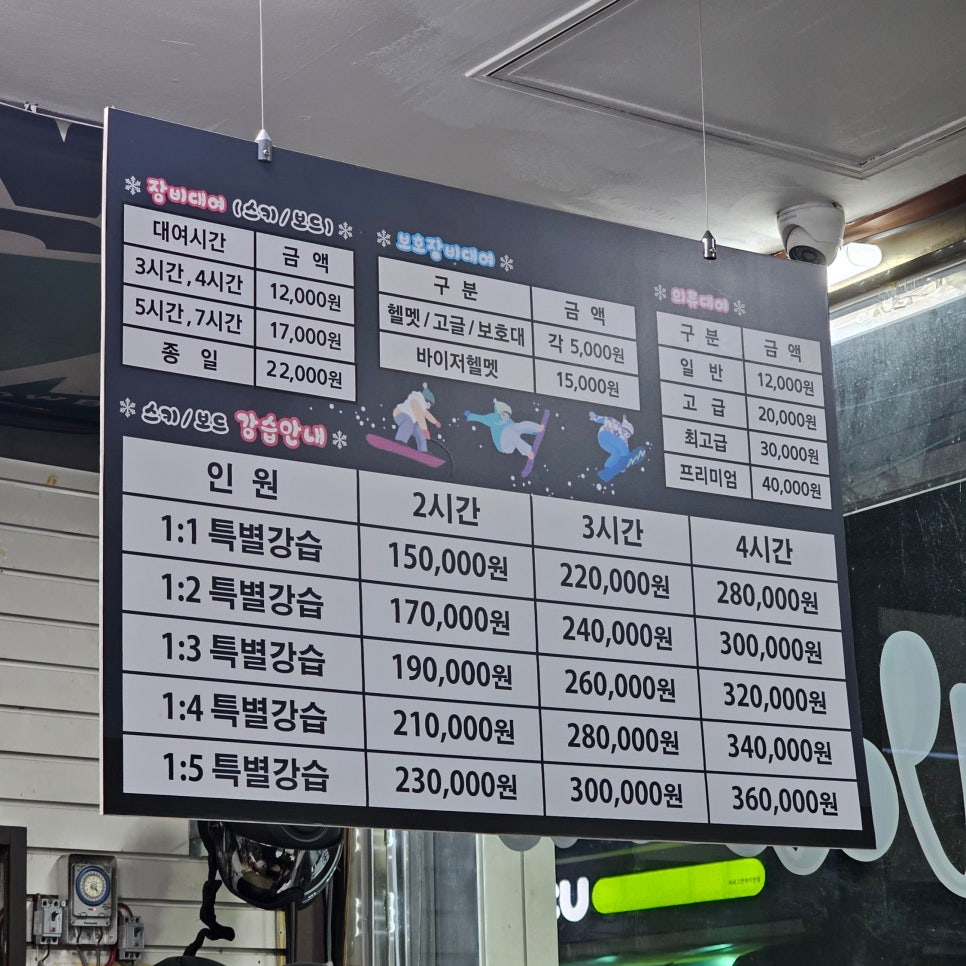 장비대여 (스키/보드)
대여시간 금 액
3시간,4시간 12,000원
5시간,7시간 17,000원
종 일 22,000원
보호장비대여
구 분 금 액
헬멧/고글/보호대 각 5,000원
바이저헬멧 15,000원
의류대여
구 분 금 액
일 반 12,000원
고 급 20,000원
최고급 30,000원
프리미엄 40,000원
스키/보드 강습안내
인 원 2시간 3시간 4시간
1:1 특별강습 150,000원 220,000원 280,000원
1:2 특별강습 170,000원 240,000원 300,000원
1:3 특별강습 190,000원 260,000원 320,000원
1:4 특별강습 210,000원 280,000원 340,000원
1:5 특별강습 230,000원 300,000원 360,000원